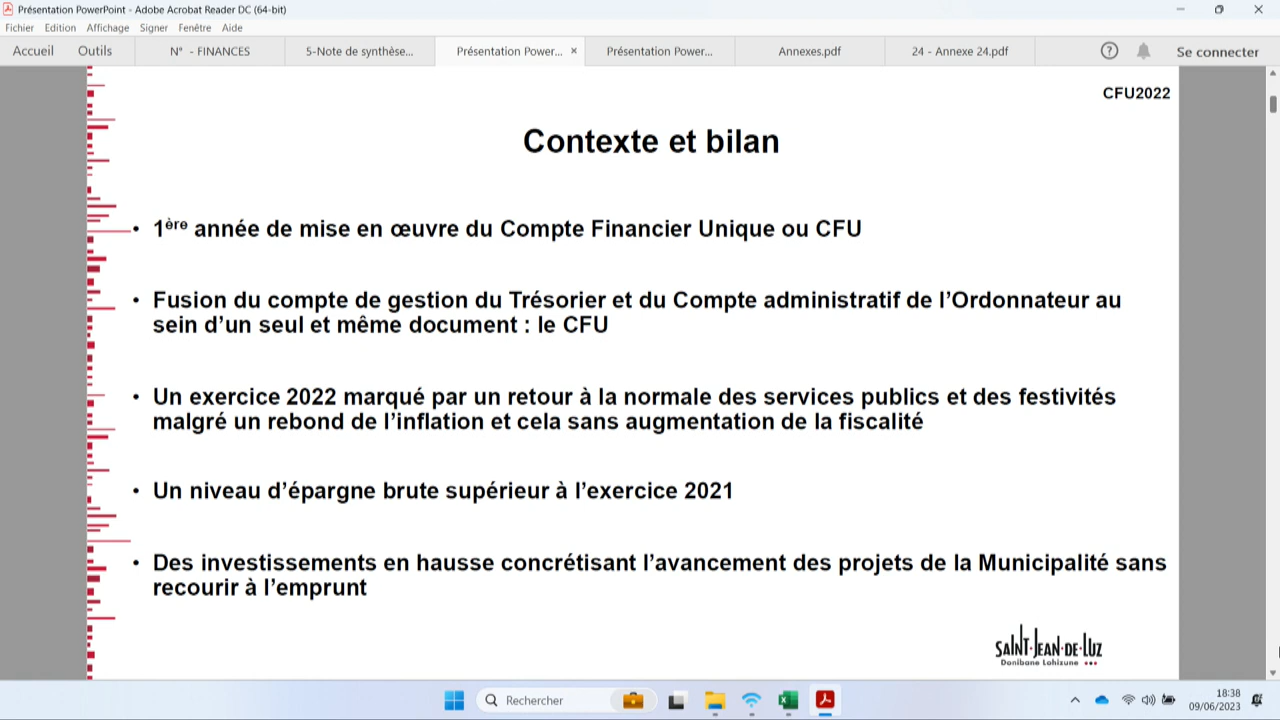 Présentation PowerPoint - Adobe Acrobat Reader DC (64-bit)
Fichier Edition Affichage Signer Fenêtre Aide
Accueil Outils N° - FINANCES 5-Note de synthèse... Présentation Power... × Présentation Power... Annexes.pdf 24 - Annexe 24.pdf ? Se connecter
CFU2022
Contexte et bilan
• 1ère année de mise en œuvre du Compte Financier Unique ou CFU
• Fusion du compte de gestion du Trésorier et du Compte administratif de l’Ordonnateur au
sein d’un seul et même document : le CFU
• Un exercice 2022 marqué par un retour à la normale des services publics et des festivités
malgré un rebond de l’inflation et cela sans augmentation de la fiscalité
• Un niveau d’épargne brute supérieur à l’exercice 2021
• Des investissements en hausse concrétisant l’avancement des projets de la Municipalité sans
recourir à l’emprunt
SAINT·JEAN·DE·LUZ
Donibane Lohizune
Rechercher
18:38
09/06/2023